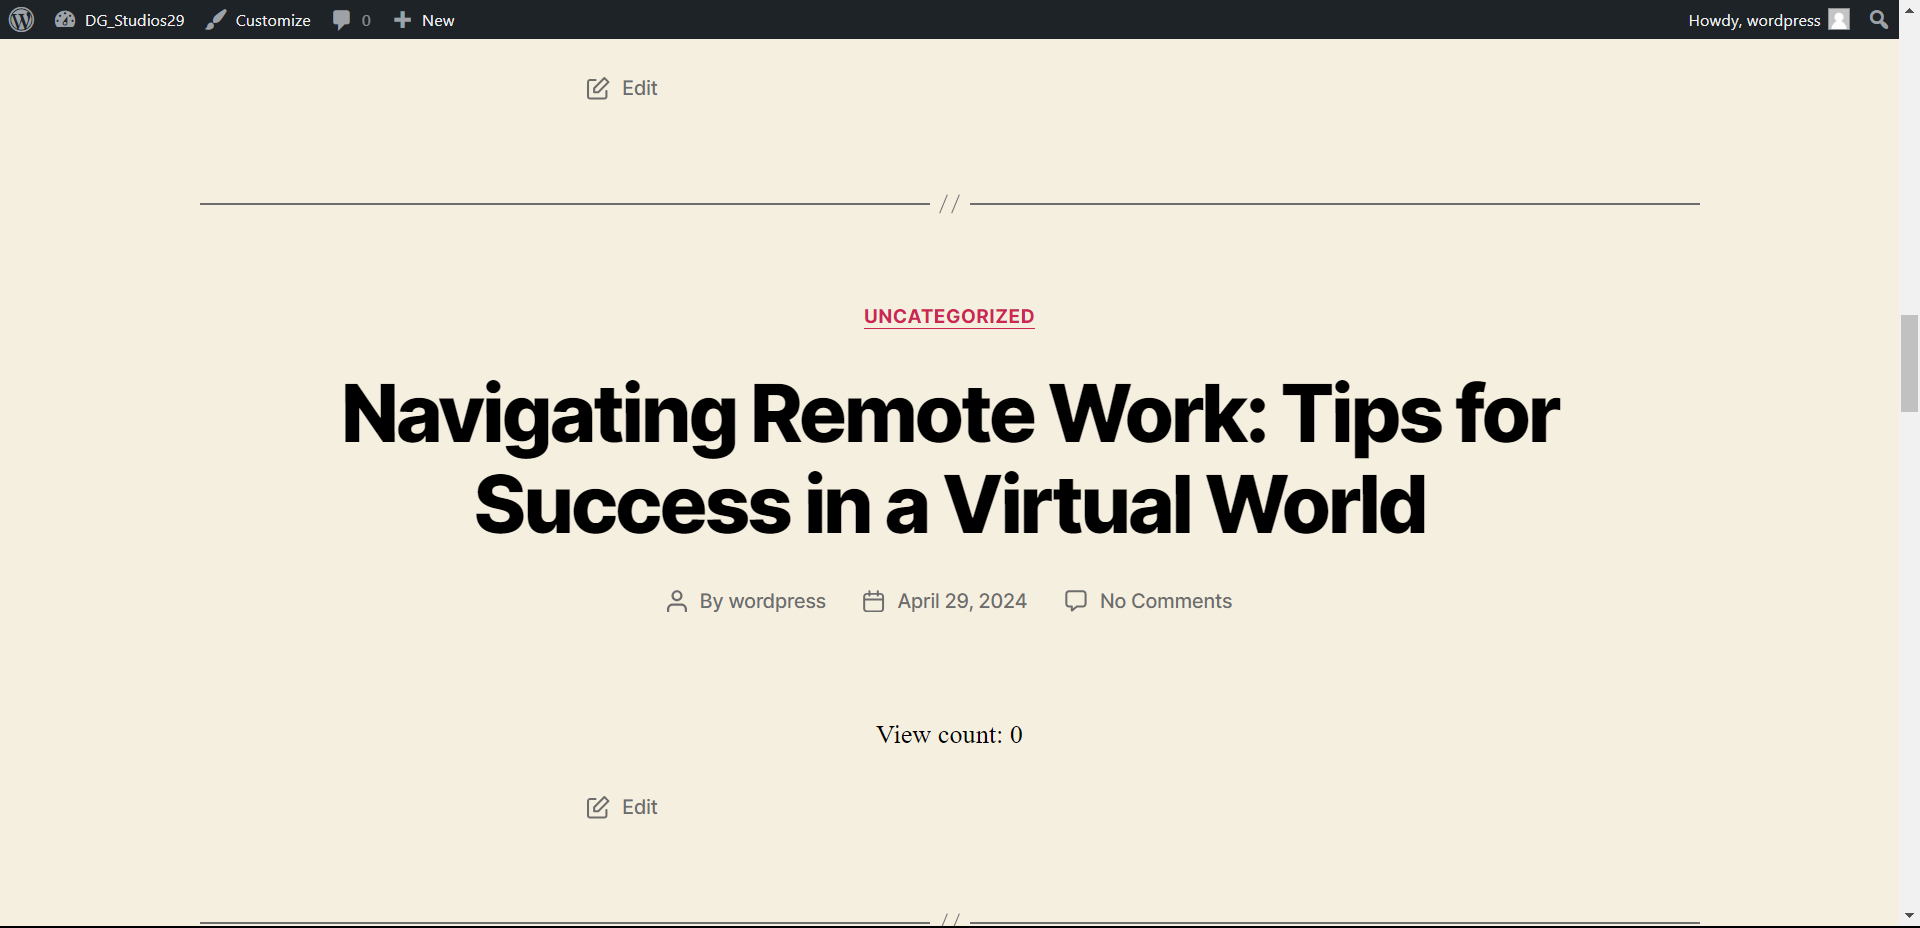 DG_Studios29 Customize 0 New Howdy, wordpress
Edit
//
UNCATEGORIZED
Navigating Remote Work: Tips for
Success in a Virtual World
By wordpress April 29, 2024 No Comments
View count: 0
Edit
//